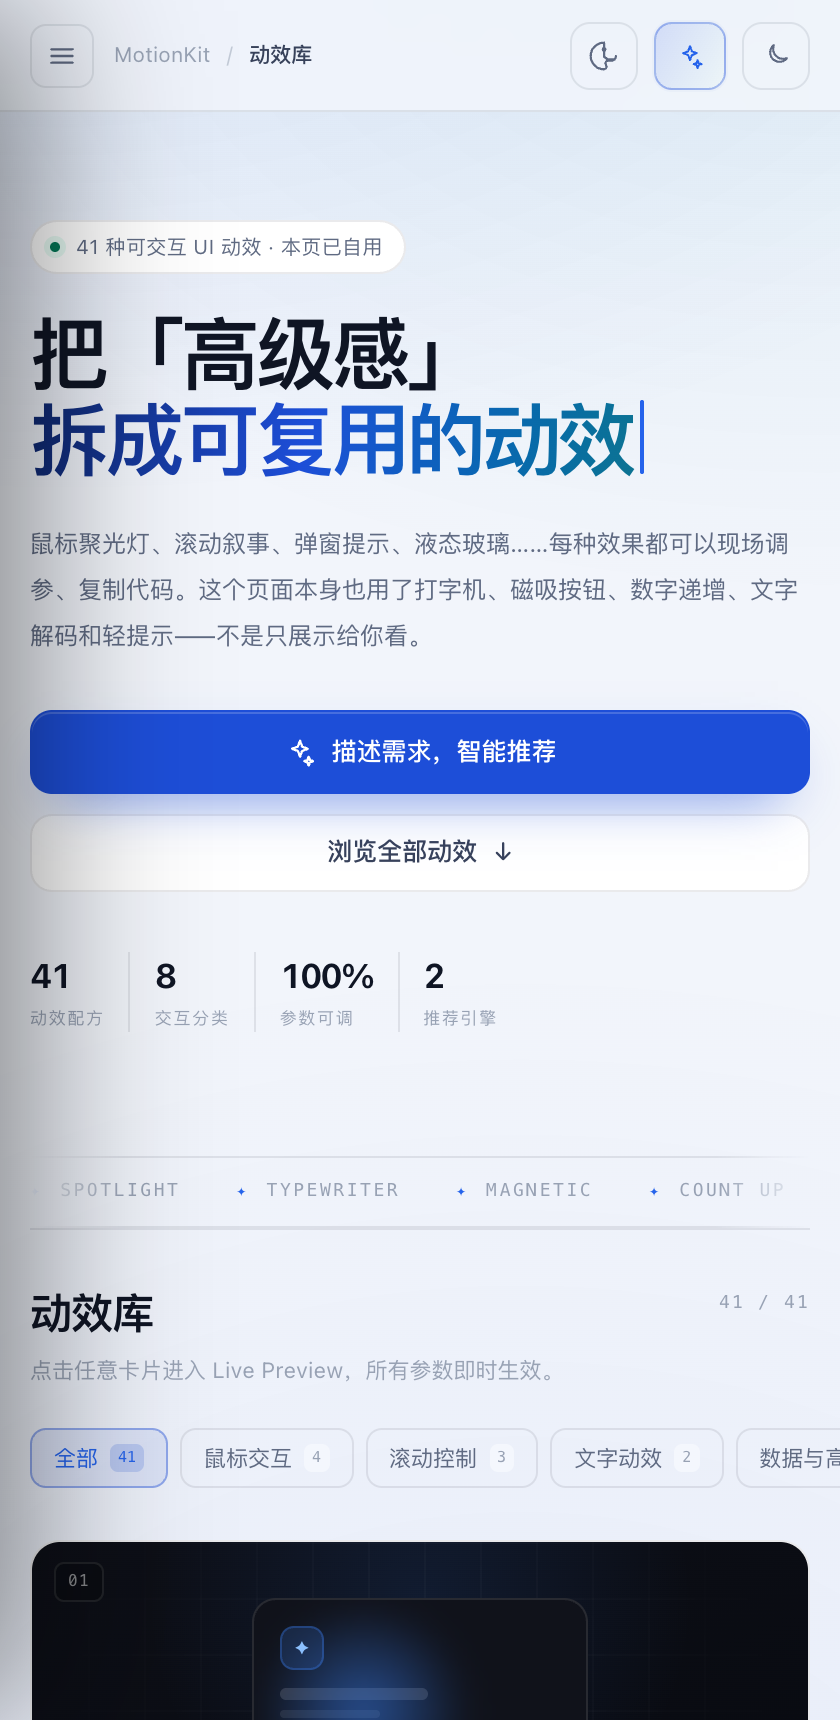 MotionKit / 动效库
41 种可交互 UI 动效 · 本页已自用
把「高级感」
拆成可复用的动效
鼠标聚光灯、滚动叙事、弹窗提示、液态玻璃……每种效果都可以现场调
参、复制代码。这个页面本身也用了打字机、磁吸按钮、数字递增、文字
解码和轻提示——不是只展示给你看。
描述需求，智能推荐
浏览全部动效 ↓
41 8 100% 2
动效配方 交互分类 参数可调 推荐引擎
✦ SPOTLIGHT ✦ TYPEWRITER ✦ MAGNETIC ✦ COUNT UP
动效库 41 / 41
点击任意卡片进入 Live Preview，所有参数即时生效。
全部 41 鼠标交互 4 滚动控制 3 文字动效 2 数据与高
01